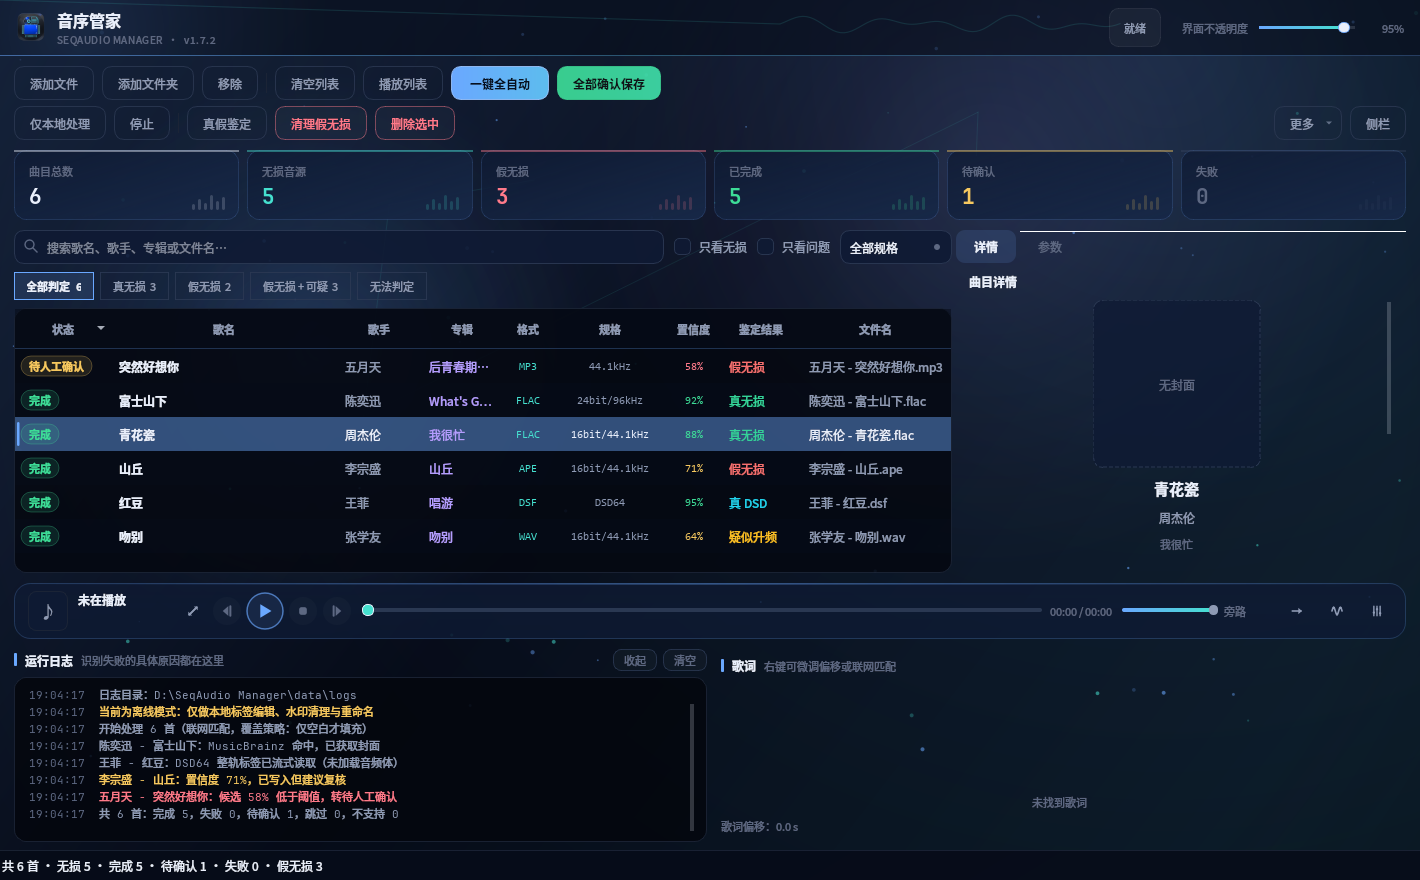 音序管家
SEQAUDIO MANAGER • v1.7.2
就绪
界面不透明度
95%
添加文件
添加文件夹
移除
清空列表
播放列表
一键全自动
全部确认保存
仅本地处理
停止
真假鉴定
清理假无损
删除选中
更多
侧栏
曲目总数
6
无损音源
5
假无损
3
已完成
5
待确认
1
失败
0
搜索歌名、歌手、专辑或文件名…
只看无损
只看问题
全部规格
详情
参数
全部判定 6
真无损 3
假无损 2
假无损+可疑 3
无法判定
曲目详情
状态 歌名 歌手 专辑 格式 规格 置信度 鉴定结果 文件名
待人工确认 突然好想你 五月天 后青春期… MP3 44.1kHz 58% 假无损 五月天 - 突然好想你.mp3
完成 富士山下 陈奕迅 What's G... FLAC 24bit/96kHz 92% 真无损 陈奕迅 - 富士山下.flac
完成 青花瓷 周杰伦 我很忙 FLAC 16bit/44.1kHz 88% 真无损 周杰伦 - 青花瓷.flac
完成 山丘 李宗盛 山丘 APE 16bit/44.1kHz 71% 假无损 李宗盛 - 山丘.ape
完成 红豆 王菲 唱游 DSF DSD64 95% 真 DSD 王菲 - 红豆.dsf
完成 吻别 张学友 吻别 WAV 16bit/44.1kHz 64% 疑似升频 张学友 - 吻别.wav
无封面
青花瓷
周杰伦
我很忙
未在播放
00:00 / 00:00
旁路
运行日志 识别失败的具体原因都在这里
收起
清空
19:04:17 日志目录: D:\SeqAudio Manager\data\logs
19:04:17 当前为离线模式：仅做本地标签编辑、水印清理与重命名
19:04:17 开始处理 6 首（联网匹配，覆盖策略：仅空白才填充）
19:04:17 陈奕迅 - 富士山下：MusicBrainz 命中，已获取封面
19:04:17 王菲 - 红豆：DSD64 整轨标签已流式读取（未加载音频体）
19:04:17 李宗盛 - 山丘：置信度 71%，已写入但建议复核
19:04:17 五月天 - 突然好想你：候选 58% 低于阈值，转待人工确认
19:04:17 共 6 首：完成 5，失败 0，待确认 1，跳过 0，不支持 0
歌词 右键可微调偏移或联网匹配
未找到歌词
歌词偏移：0.0 s
共 6 首 • 无损 5 • 完成 5 • 待确认 1 • 失败 0 • 假无损 3